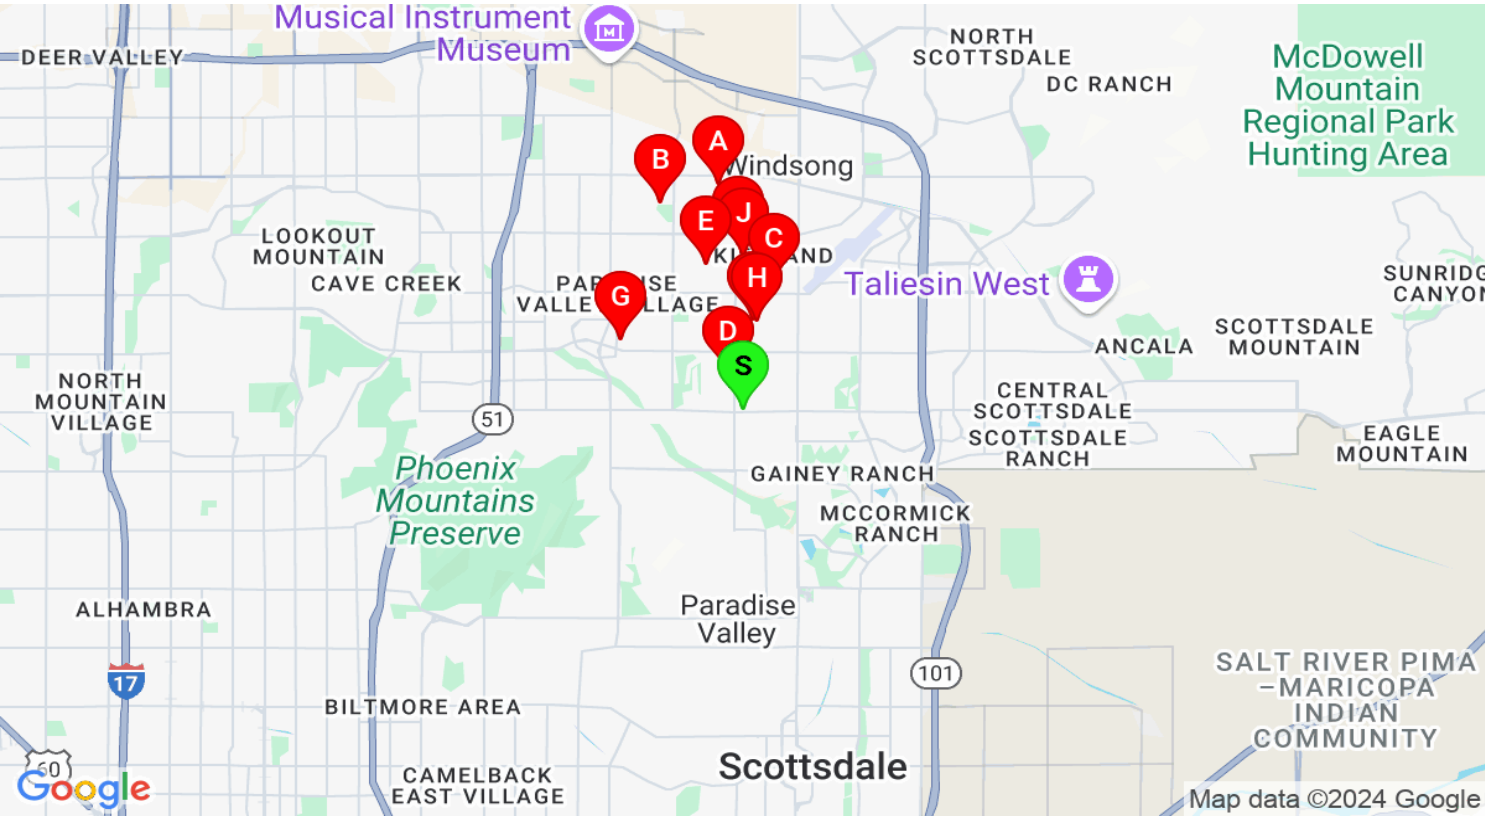 Musical Instrument
Museum
DEER VALLEY
NORTH
SCOTTSDALE
DC RANCH
McDowell
Mountain
Regional Park
Hunting Area
A
B
Windsong
E
J
C
LOOKOUT
MOUNTAIN
CAVE CREEK
H
G
D
S
Taliesin West
SCOTTSDALE
MOUNTAIN
ANCALA
NORTH
MOUNTAIN
VILLAGE
51
CENTRAL
SCOTTSDALE
SCOTTSDALE
RANCH
EAGLE
MOUNTAIN
Phoenix
Mountains
Preserve
GAINEY RANCH
MCCORMICK
RANCH
ALHAMBRA
Paradise
Valley
17
101
SALT RIVER PIMA
–MARICOPA
INDIAN
COMMUNITY
BILTMORE AREA
60
Google
CAMELBACK
EAST VILLAGE
Scottsdale
Map data ©2024 Google